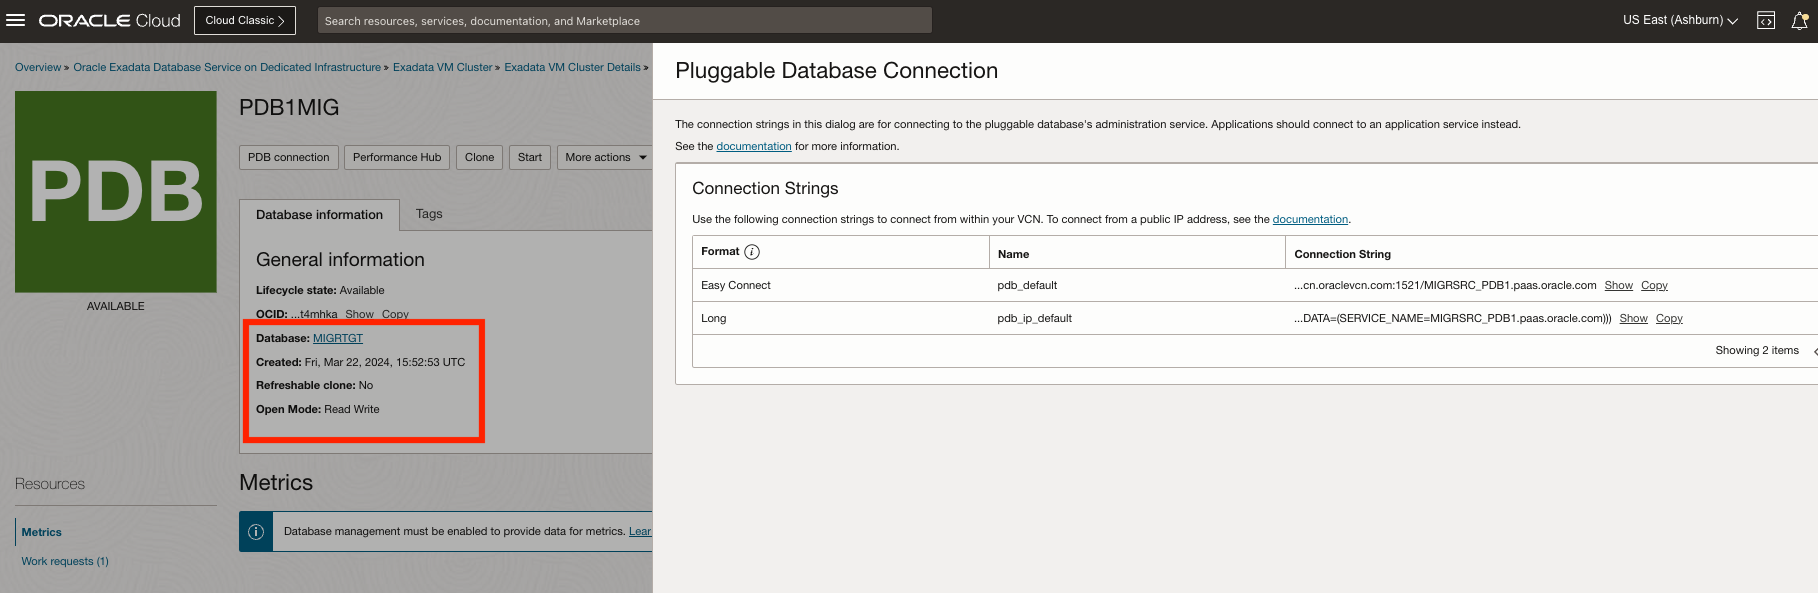 ORACLE Cloud
Cloud Classic
Search resources, services, documentation, and Marketplace
US East (Ashburn)
Overview » Oracle Exadata Database Service on Dedicated Infrastructure » Exadata VM Cluster » Exadata VM Cluster Details »
PDB
AVAILABLE
PDB1MIG
PDB connection
Performance Hub
Clone
Start
More actions
Database information
Tags
General information
Lifecycle state: Available
OCID: ...t4mhka Show Copy
Database: MIGRTGT
Created: Fri, Mar 22, 2024, 15:52:53 UTC
Refreshable clone: No
Open Mode: Read Write
Resources
Metrics
Work requests (1)
Metrics
Database management must be enabled to provide data for metrics. Lear
Pluggable Database Connection
The connection strings in this dialog are for connecting to the pluggable database's administration service. Applications should connect to an application service instead.
See the documentation for more information.
Connection Strings
Use the following connection strings to connect from within your VCN. To connect from a public IP address, see the documentation.
Format Name Connection String
Easy Connect pdb_default ...cn.oraclevcn.com:1521/MIGRSRC_PDB1.paas.oracle.com Show Copy
Long pdb_ip_default ...DATA=(SERVICE_NAME=MIGRSRC_PDB1.paas.oracle.com))) Show Copy
Showing 2 items